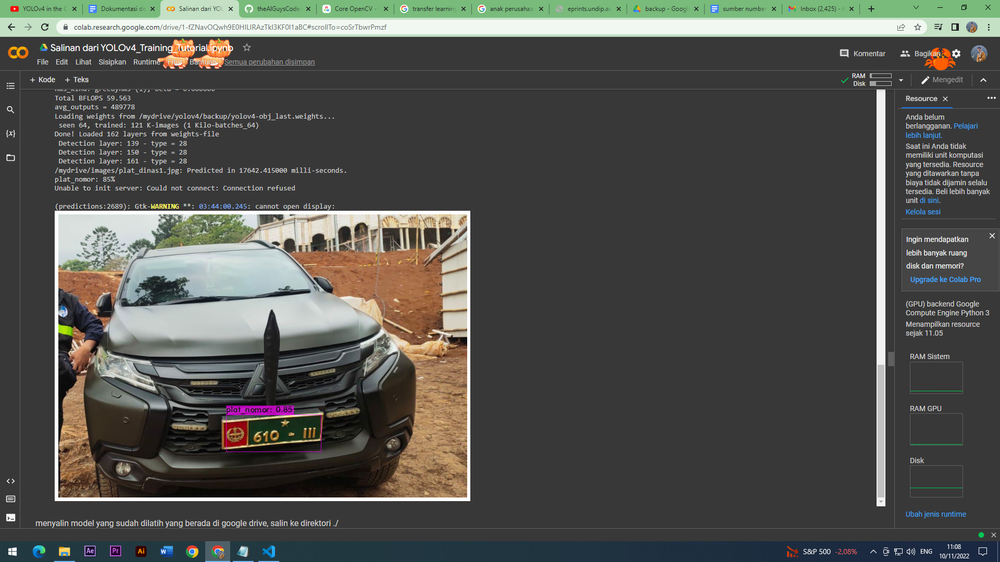 YOLOv4 in the C
Dokumentasi de
Salinan dari YOL
theAIGuysCode
Core OpenCV -
transfer learning
anak perusahaa
eprints.undip.ac
backup - Googl
sumber number
Inbox (2,425) -
colab.research.google.com/drive/1-fZNavOQwh9E0HILIRAzTkI3KF0I1aBC#scrollTo=coSrTbwrPmzf
Salinan dari YOLOv4_Training_Tutorial.ipynb
Komentar
Bagikan
File Edit Lihat Sisipkan Runtime Fitur Bantuan Semua perubahan disimpan
+ Kode + Teks
RAM
Disk
Mengedit
nms_kind: greedynms (1), beta = 0.600000
Total BFLOPS 59.563
avg_outputs = 489778
Loading weights from /mydrive/yolov4/backup/yolov4-obj_last.weights...
seen 64, trained: 121 K-images (1 Kilo-batches_64)
Done! Loaded 162 layers from weights-file
Detection layer: 139 - type = 28
Detection layer: 150 - type = 28
Detection layer: 161 - type = 28
/mydrive/images/plat_dinas1.jpg: Predicted in 17642.415000 milli-seconds.
plat_nomor: 85%
Unable to init server: Could not connect: Connection refused
(predictions:2689): Gtk-WARNING **: 03:44:00.245: cannot open display:
plat_nomor: 0.85
610 - III
menyalin model yang sudah dilatih yang berada di google drive, salin ke direktori ./
Resource
Anda belum
berlangganan. Pelajari
lebih lanjut.
Saat ini Anda tidak
memiliki unit komputasi
yang tersedia. Resource
yang ditawarkan tanpa
biaya tidak dijamin selalu
tersedia. Beli lebih banyak
unit di sini.
Kelola sesi
Ingin mendapatkan
lebih banyak ruang
disk dan memori?
Upgrade ke Colab Pro
(GPU) backend Google
Compute Engine Python 3
Menampilkan resource
sejak 11.05
RAM Sistem
RAM GPU
Disk
Ubah jenis runtime
S&P 500 -2,08%
ENG
11:08
10/11/2022